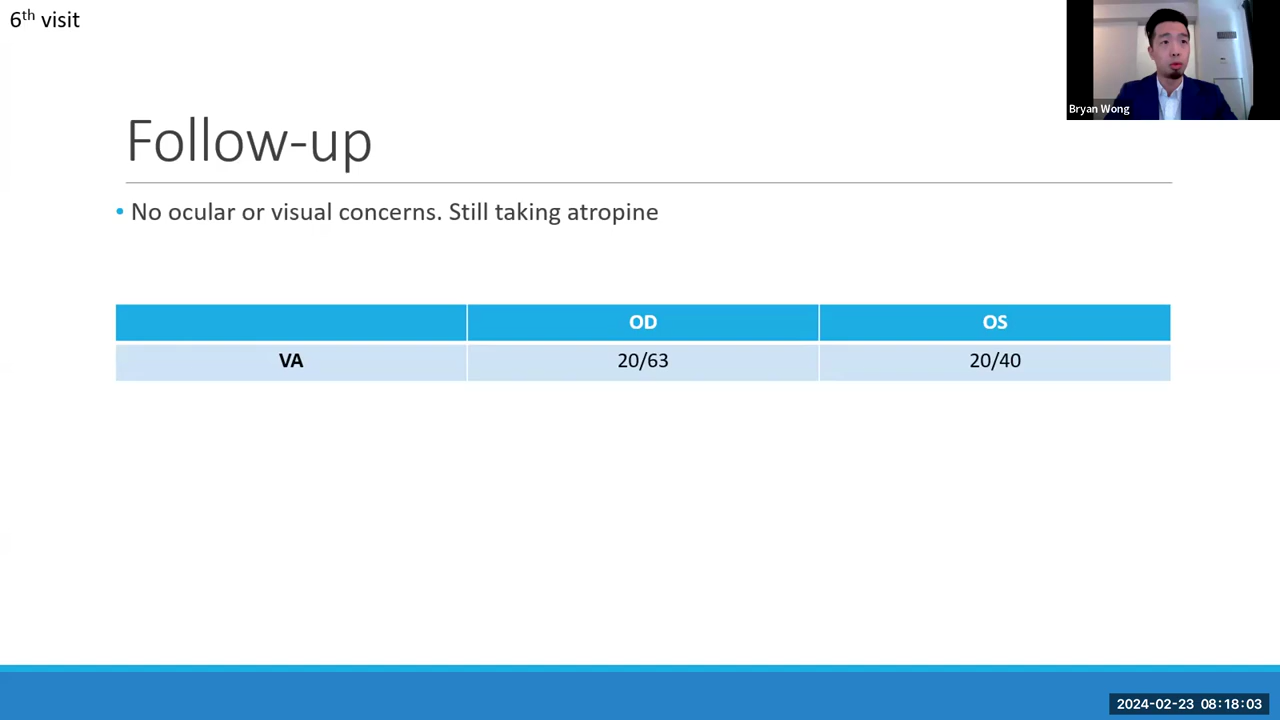 6th visit
Bryan Wong
Follow-up
• No ocular or visual concerns. Still taking atropine
OD OS
VA 20/63 20/40
2024-02-23 08:18:03